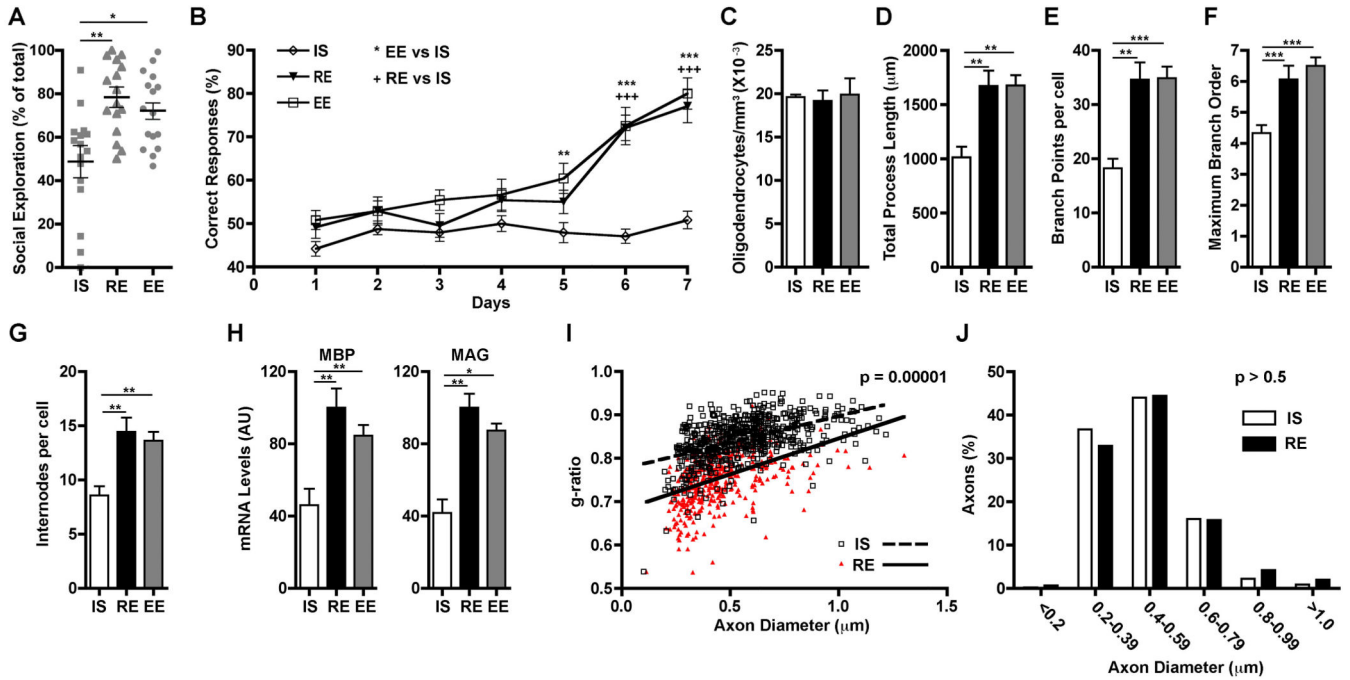 A
Social Exploration (% of total)
100
80
60
40
20
0
**
*
IS RE EE
B
Correct Responses (%)
90
80
70
60
50
40
IS
RE
EE
* EE vs IS
+ RE vs IS
**
***
+++
***
+++
0 1 2 3 4 5 6 7
Days
C
Oligodendrocytes/mm³ (X10⁻³)
25
20
15
10
5
0
IS RE EE
D
Total Process Length (μm)
2000
1500
1000
500
0
**
**
IS RE EE
E
Branch Points per cell
40
30
20
10
0
***
**
IS RE EE
F
Maximum Branch Order
7
6
5
4
3
2
1
0
***
***
IS RE EE
G
Internodes per cell
20
15
10
5
0
**
**
IS RE EE
H
mRNA Levels (AU)
MBP
120
80
40
0
**
**
IS RE EE
MAG
120
80
40
0
*
**
IS RE EE
I
g-ratio
1.0
0.9
0.8
0.7
0.6
0.5
p = 0.00001
IS
RE
0.0 0.5 1.0 1.5
Axon Diameter (μm)
J
Axons (%)
50
40
30
20
10
0
p > 0.5
IS
RE
<0.2
0.2-0.39
0.4-0.59
0.6-0.79
0.8-0.99
>1.0
Axon Diameter (μm)